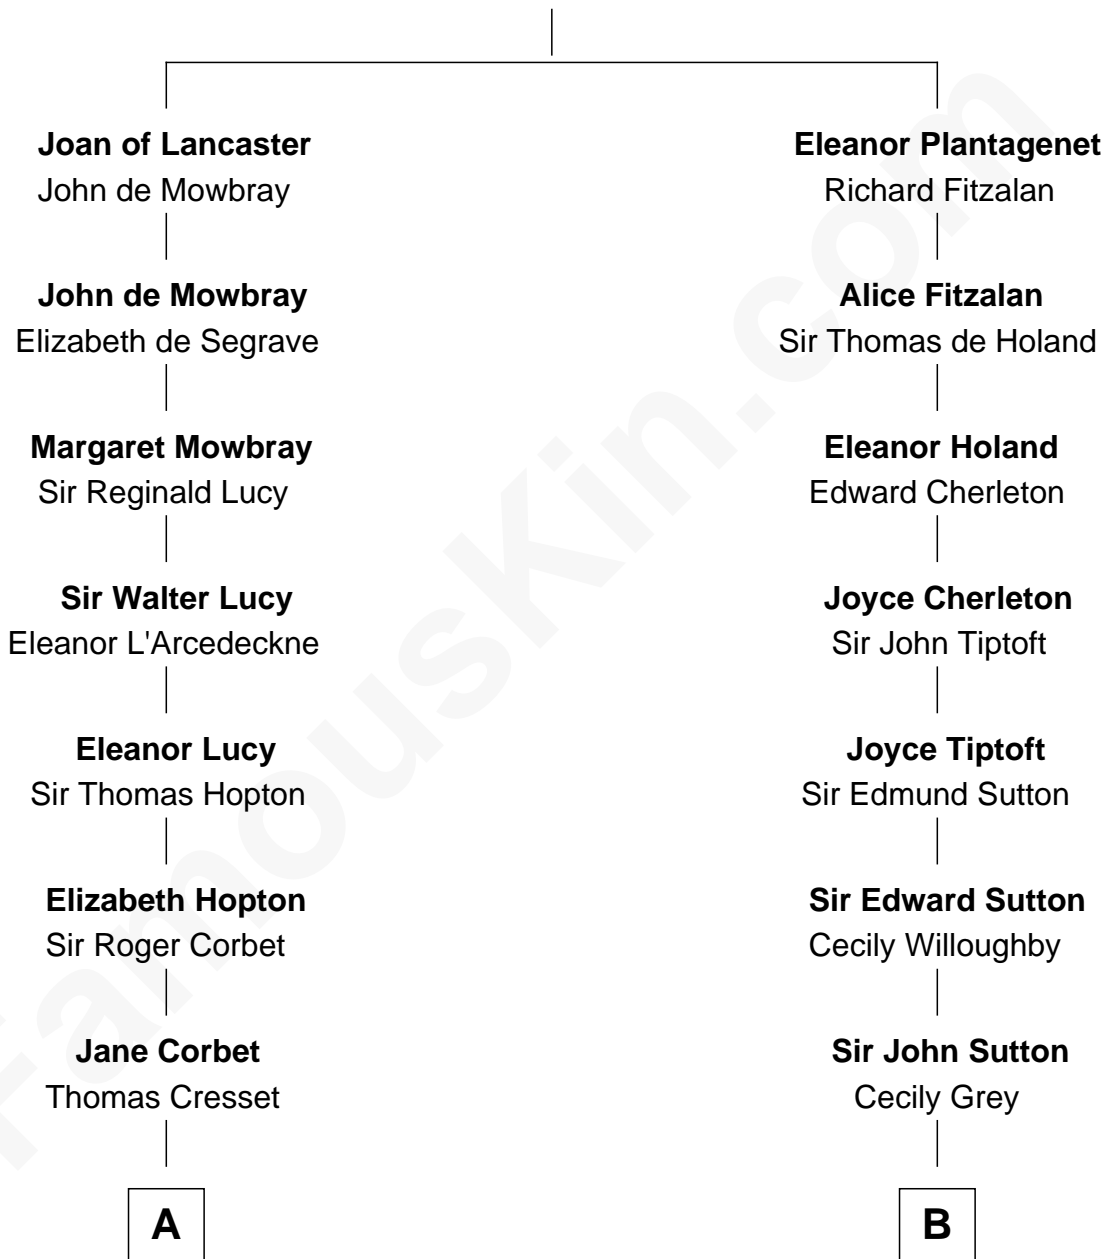 Joan of Lancaster
John de Mowbray
John de Mowbray
Elizabeth de Segrave
Margaret Mowbray
Sir Reginald Lucy
Sir Walter Lucy
Eleanor L'Arcedeckne
Eleanor Lucy
Sir Thomas Hopton
Elizabeth Hopton
Sir Roger Corbet
Jane Corbet
Thomas Cresset
A
Eleanor Plantagenet
Richard Fitzalan
Alice Fitzalan
Sir Thomas de Holand
Eleanor Holand
Edward Cherleton
Joyce Cherleton
Sir John Tiptoft
Joyce Tiptoft
Sir Edmund Sutton
Sir Edward Sutton
Cecily Willoughby
Sir John Sutton
Cecily Grey
B
FamousKin.com